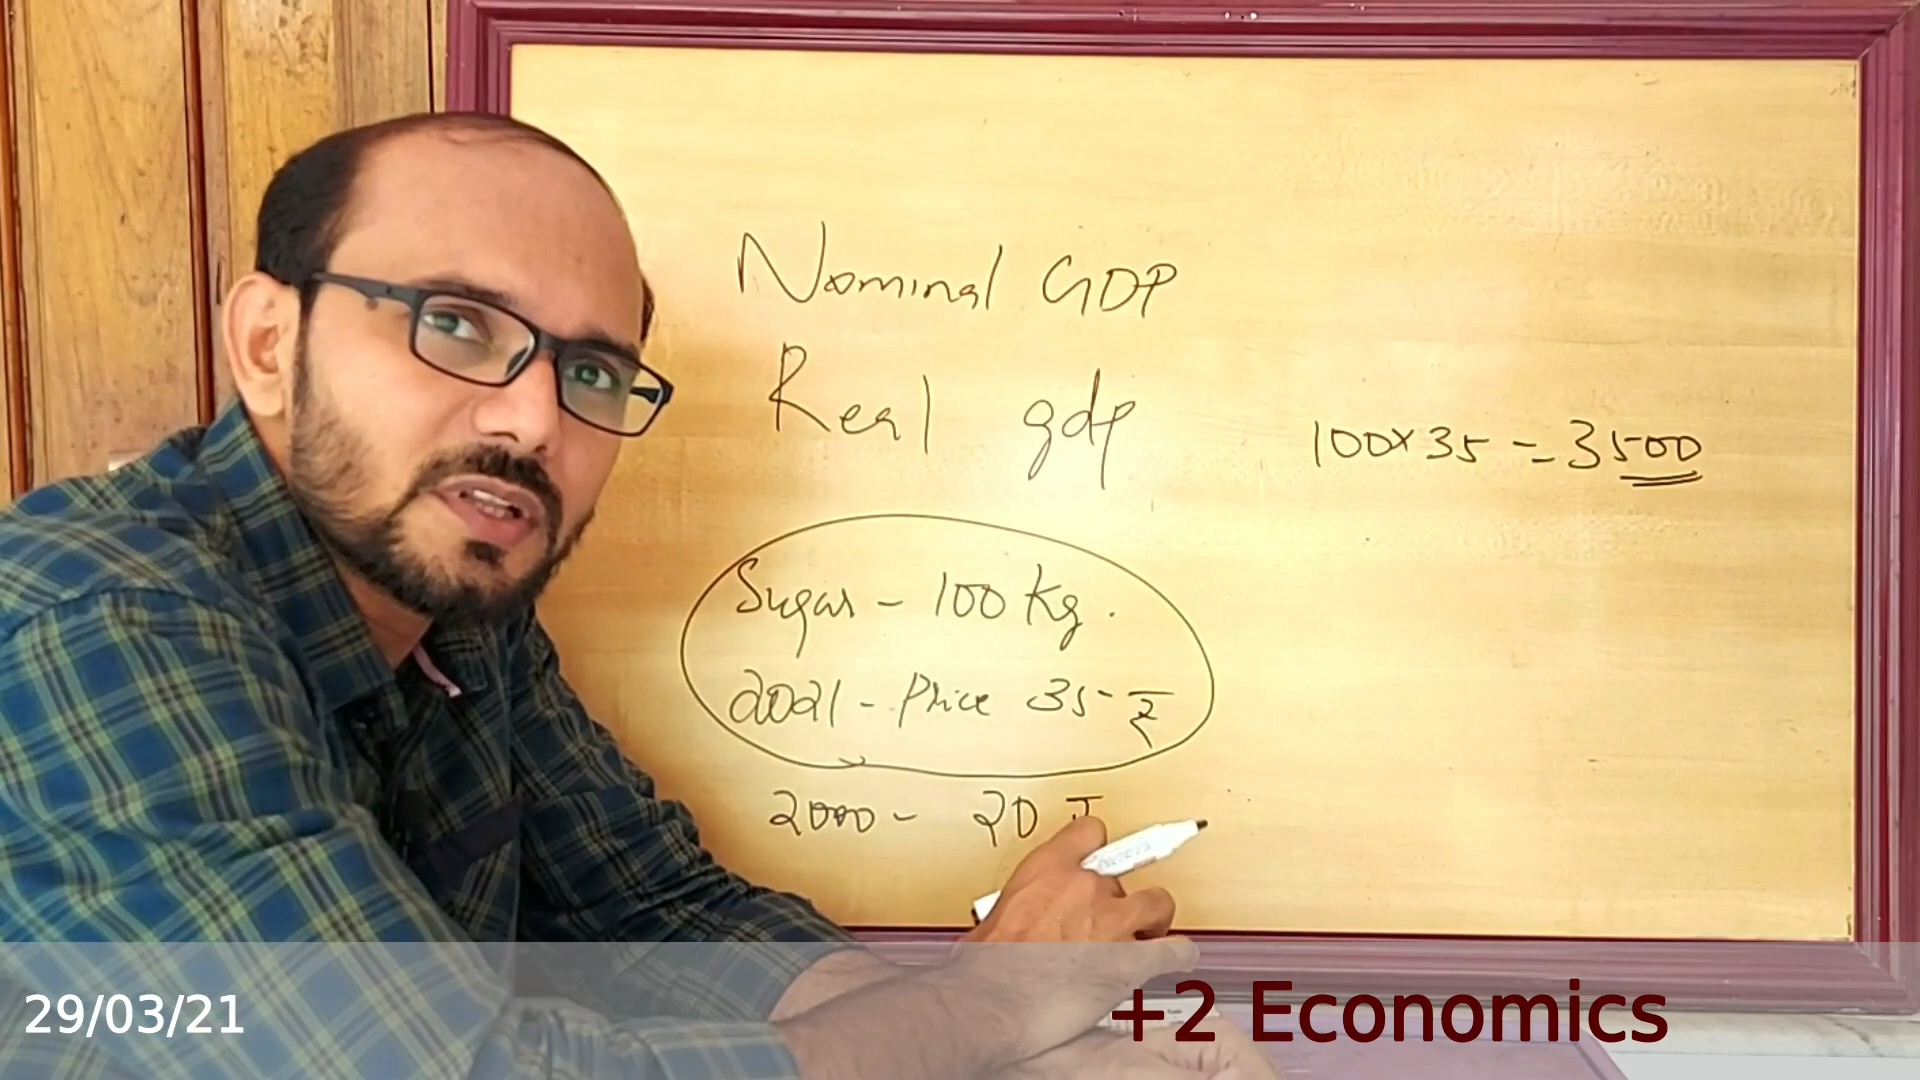 Nominal GDP
Real gdp
100x35 = 3500
Sugar - 100 Kg.
2021 - Price 35-₹
2000 - 20 ₹
29/03/21
+2 Economics